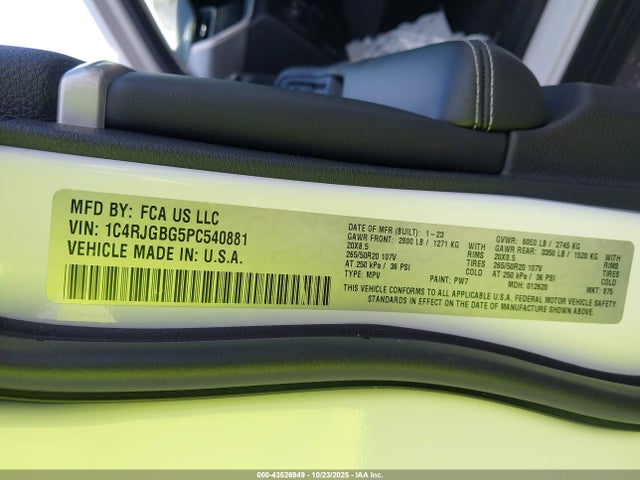 MFD BY: FCA US LLC
VIN: 1C4RJGBG5PC540881
VEHICLE MADE IN: U.S.A.
DATE OF MFR (BUILT): 1-23 GVWR: 6050 LB / 2745 KG
GAWR FRONT: 2800 LB / 1271 KG WITH GAWR REAR: 3350 LB / 1520 KG WITH
20X8.5 RIMS 20X8.5 RIMS
265/50R20 107V TIRES 265/50R20 107V TIRES
AT 250 kPa / 36 PSI COLD AT 250 kPa / 36 PSI COLD
TYPE: MPV PAINT: PW7 MDH: 012620 MKT: 975
THIS VEHICLE CONFORMS TO ALL APPLICABLE U.S.A. FEDERAL MOTOR VEHICLE SAFETY
STANDARDS IN EFFECT ON THE DATE OF MANUFACTURE SHOWN ABOVE.
000-43526949 - 10/23/2025 - IAA Inc.